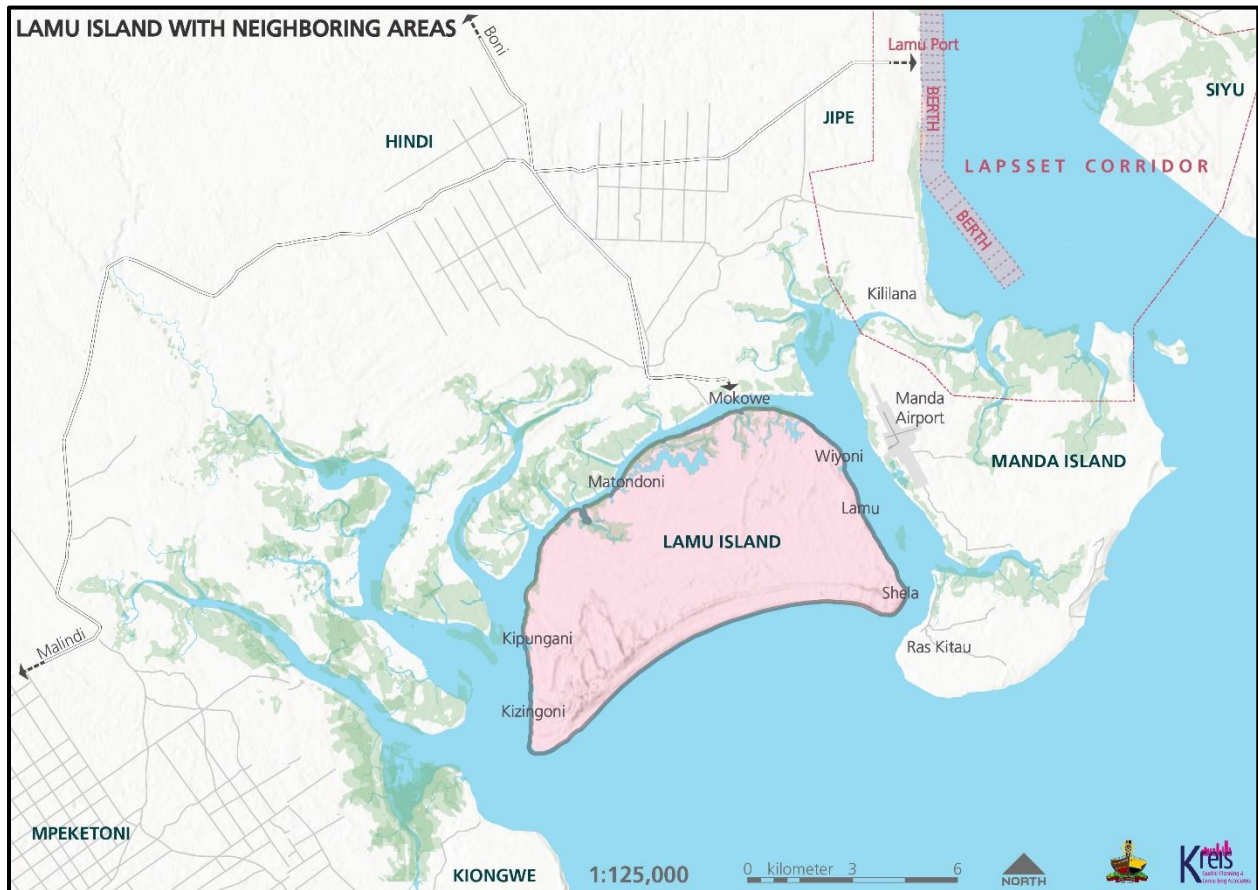 LAMU ISLAND WITH NEIGHBORING AREAS
Boni
Lamu Port
BERTH
SIYU
HINDI
JIPE
LAPSSET CORRIDOR
BERTH
Kililana
Mokowe
Manda
Airport
Wiyoni
MANDA ISLAND
Matondoni
Lamu
LAMU ISLAND
Shela
Kipungani
Ras Kitau
Malindi
Kizingoni
MPEKETONI
KIONGWE
1:125,000
0 kilometer 3 6
NORTH
Kreis
Spatial Planning &